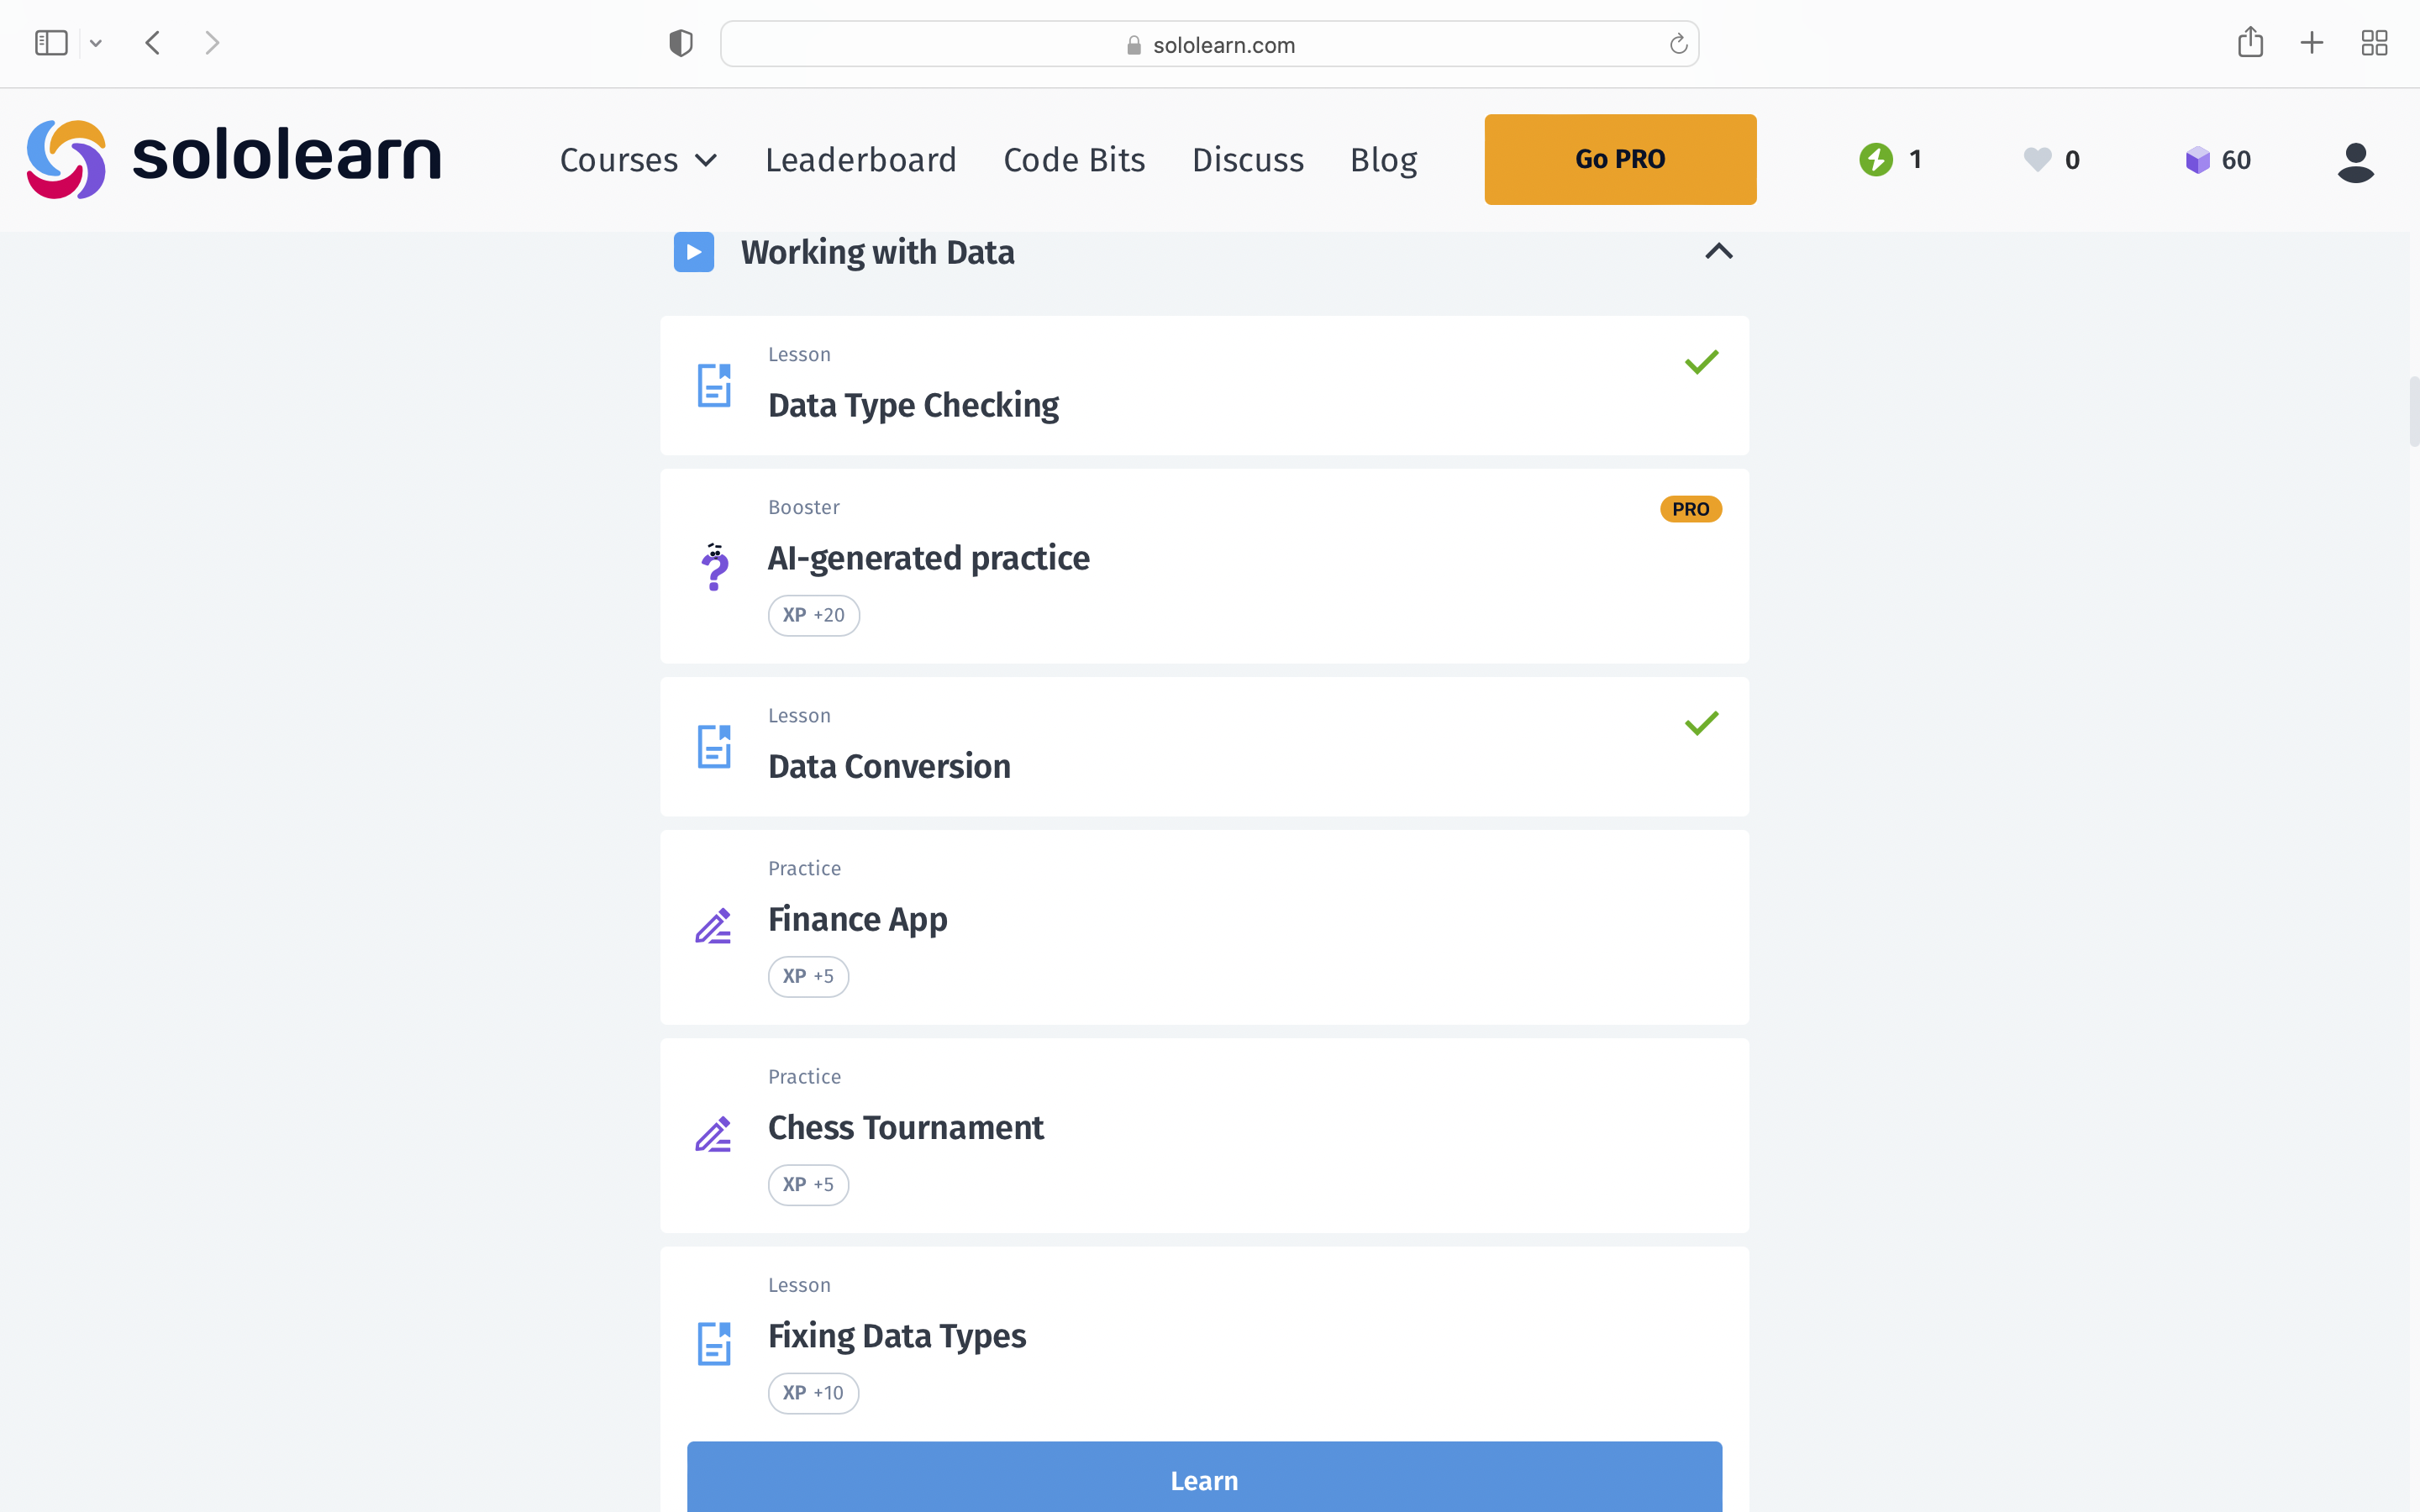 sololearn.com
sololearn
Courses Leaderboard Code Bits Discuss Blog Go PRO 1 0 60
Working with Data
Lesson
Data Type Checking
Booster
PRO
AI-generated practice
XP +20
Lesson
Data Conversion
Practice
Finance App
XP +5
Practice
Chess Tournament
XP +5
Lesson
Fixing Data Types
XP +10
Learn